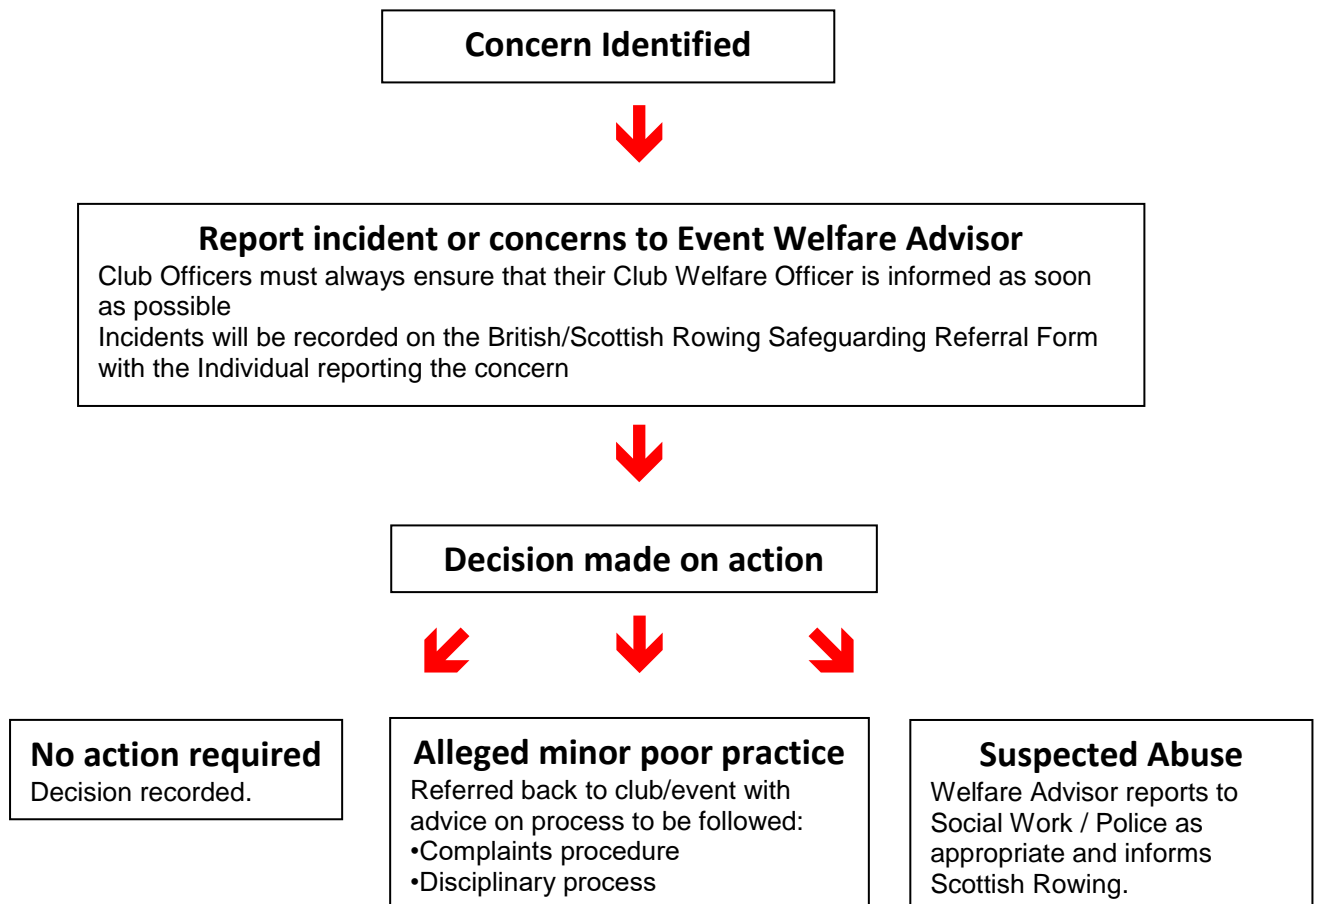 Concern Identified
Report incident or concerns to Event Welfare Advisor
Club Officers must always ensure that their Club Welfare Officer is informed as soon
as possible
Incidents will be recorded on the British/Scottish Rowing Safeguarding Referral Form
with the Individual reporting the concern
Decision made on action
No action required
Decision recorded.
Alleged minor poor practice
Referred back to club/event with
advice on process to be followed:
•Complaints procedure
•Disciplinary process
Suspected Abuse
Welfare Advisor reports to
Social Work / Police as
appropriate and informs
Scottish Rowing.